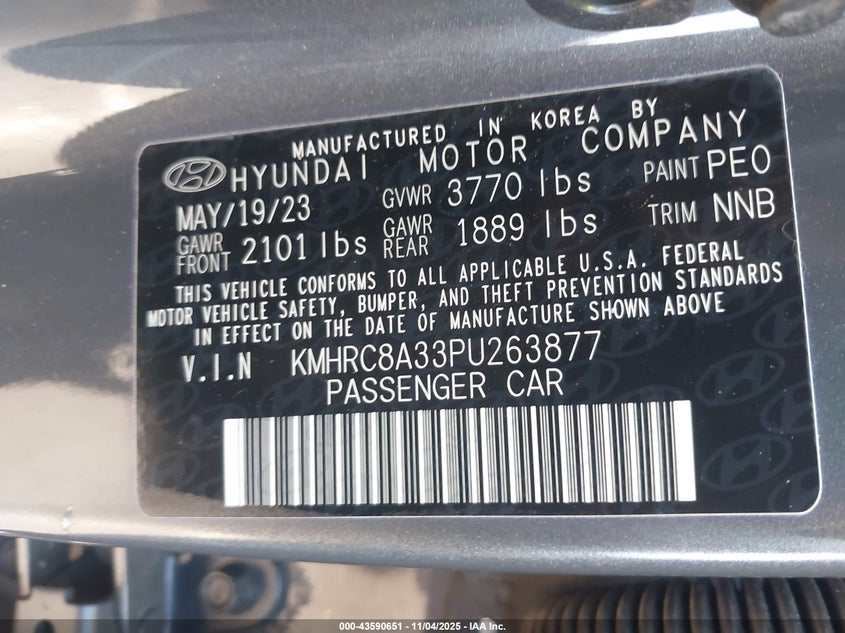 MANUFACTURED IN KOREA BY
HYUNDAI MOTOR COMPANY
MAY/19/23 GVWR 3770 lbs PAINT PE0
GAWR FRONT 2101 lbs GAWR REAR 1889 lbs TRIM NNB
THIS VEHICLE CONFORMS TO ALL APPLICABLE U.S.A. FEDERAL
MOTOR VEHICLE SAFETY, BUMPER, AND THEFT PREVENTION STANDARDS
IN EFFECT ON THE DATE OF MANUFACTURE SHOWN ABOVE
V.I.N KMHRC8A33PU263877
PASSENGER CAR
000-43590651 | 11/04/2025 - IAA Inc.